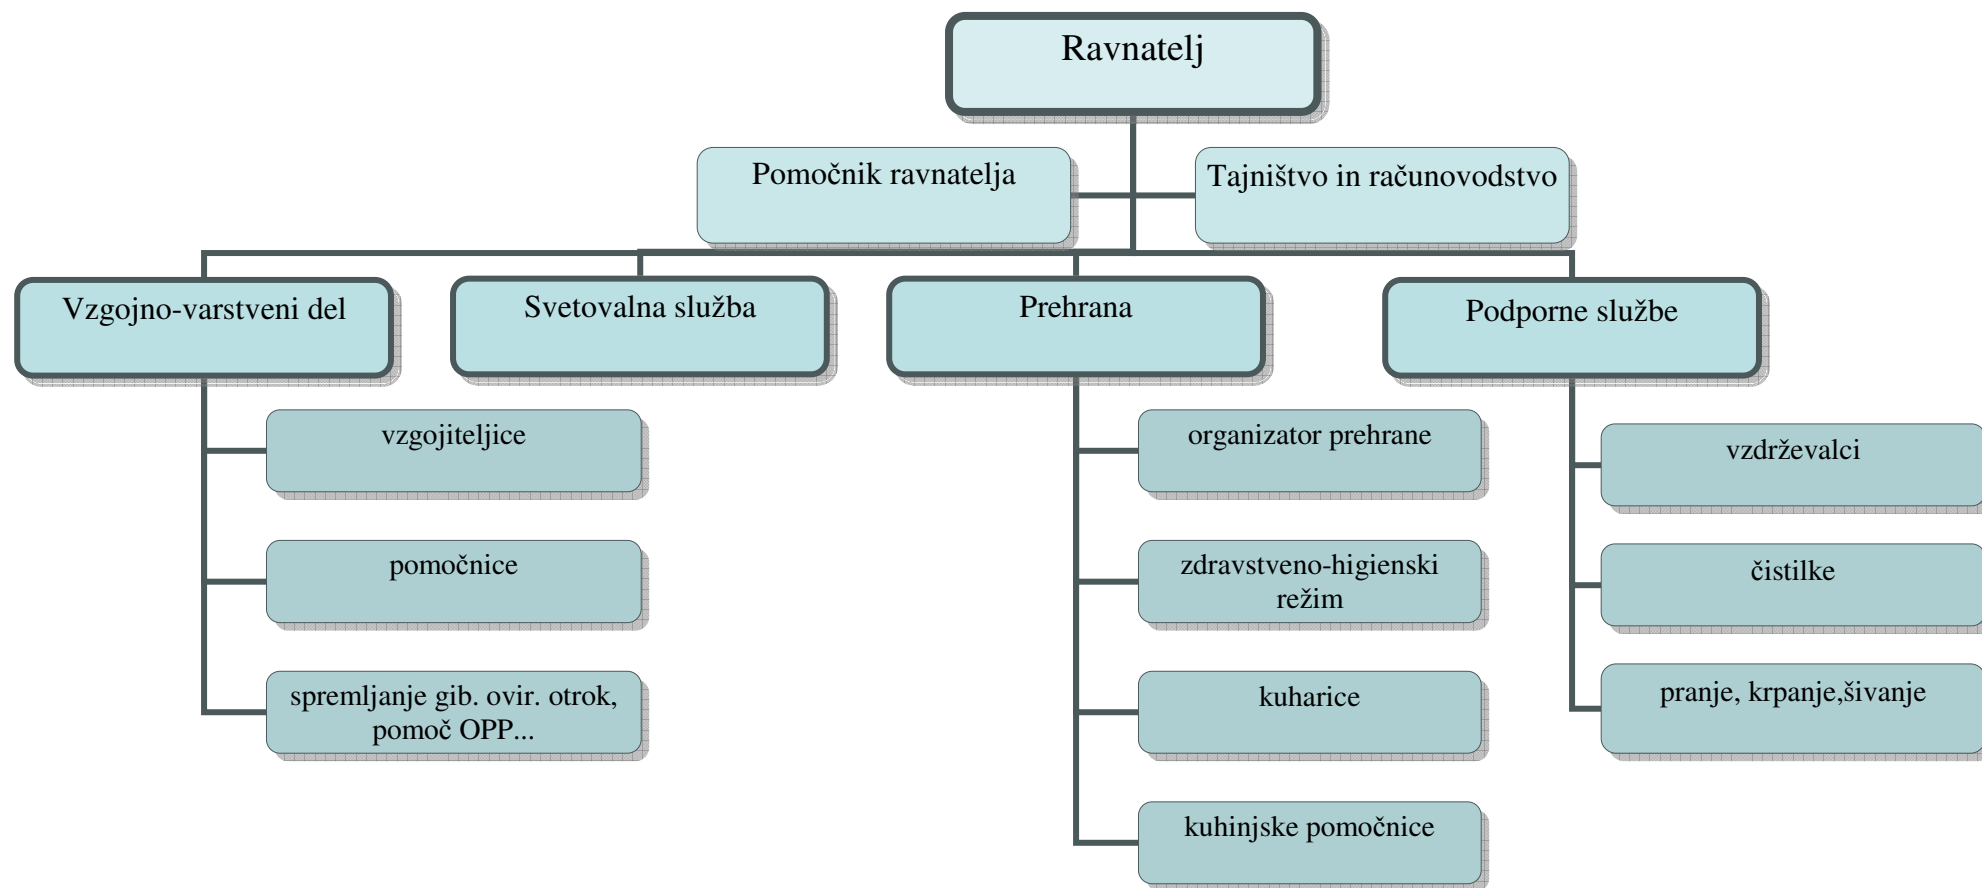 Ravnatelj
Pomočnik ravnatelja
Tajništvo in računovodstvo
Vzgojno-varstveni del
Svetovalna služba
Prehrana
Podporne službe
vzgojiteljice
pomočnice
spremljanje gib. ovir. otrok,
pomoč OPP...
organizator prehrane
zdravstveno-higienski
režim
kuharice
kuhinjske pomočnice
vzdrževalci
čistilke
pranje, krpanje,šivanje